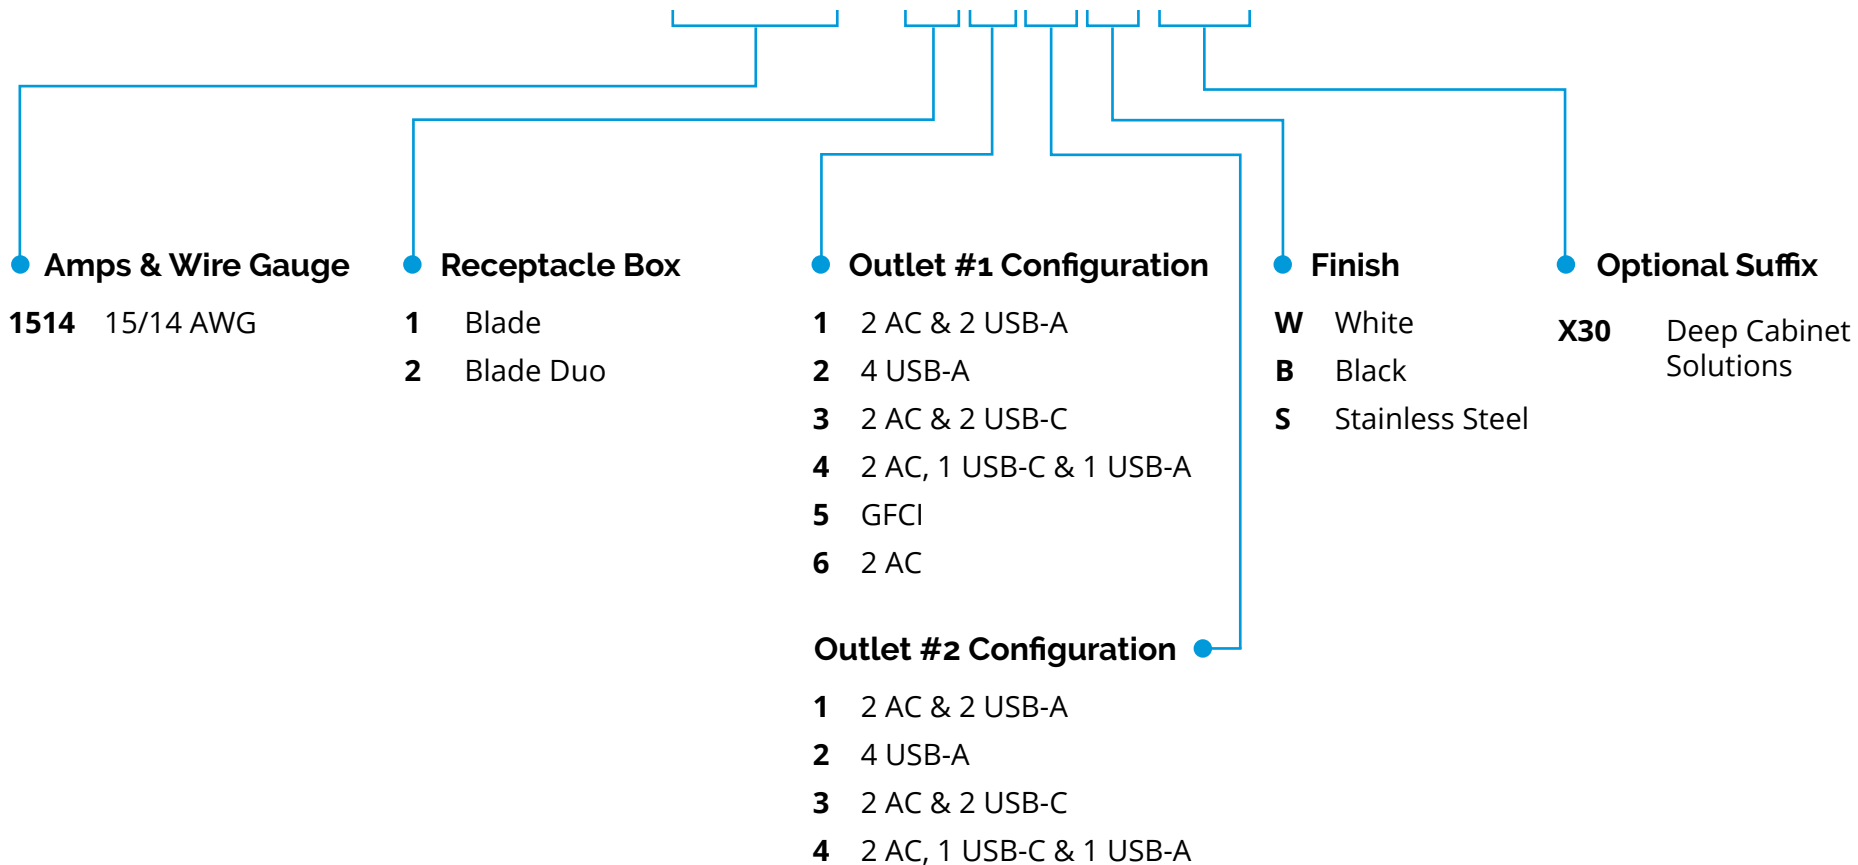 Amps & Wire Gauge
1514 15/14 AWG
Receptacle Box
1 Blade
2 Blade Duo
Outlet #1 Configuration
1 2 AC & 2 USB-A
2 4 USB-A
3 2 AC & 2 USB-C
4 2 AC, 1 USB-C & 1 USB-A
5 GFCI
6 2 AC
Outlet #2 Configuration
1 2 AC & 2 USB-A
2 4 USB-A
3 2 AC & 2 USB-C
4 2 AC, 1 USB-C & 1 USB-A
Finish
W White
B Black
S Stainless Steel
Optional Suffix
X30 Deep Cabinet
Solutions